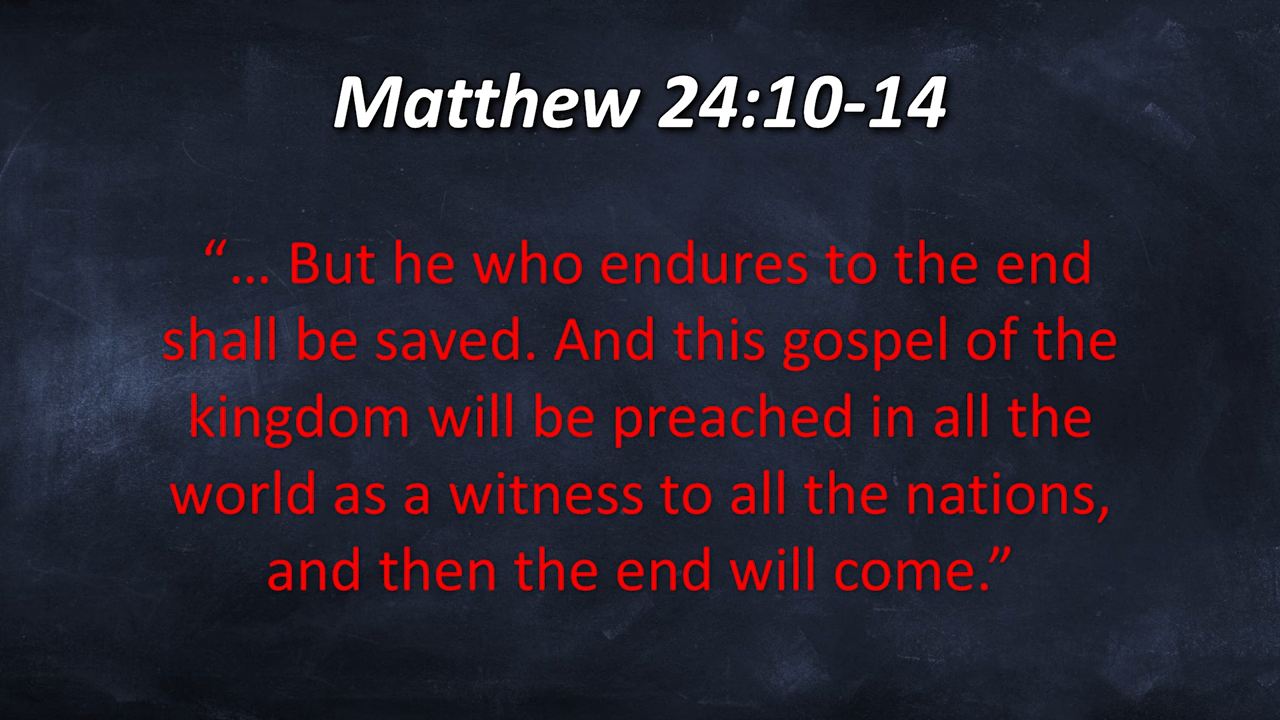 Matthew 24:10-14
“… But he who endures to the end
shall be saved. And this gospel of the
kingdom will be preached in all the
world as a witness to all the nations,
and then the end will come.”